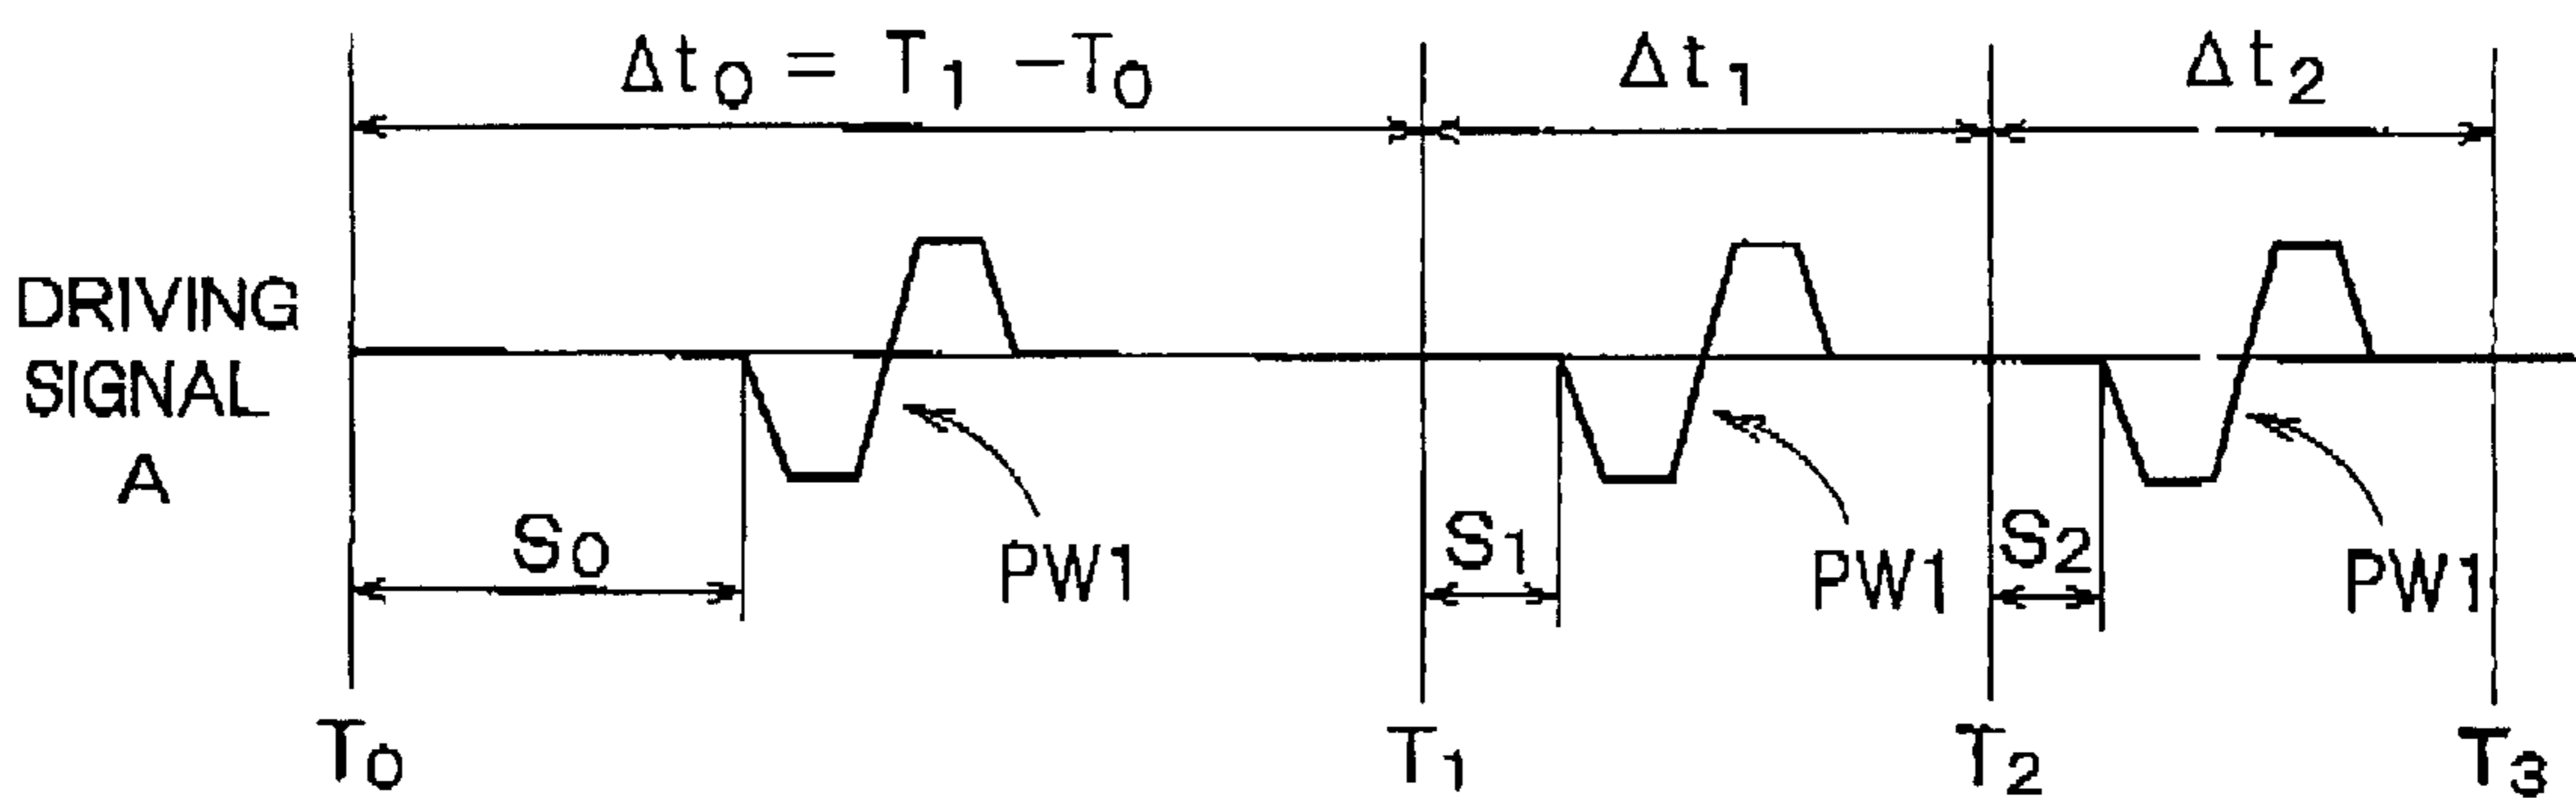 Δt₀ = T₁ − T₀
Δt₁
Δt₂
DRIVING
SIGNAL
A
S₀
PW1
S₁
PW1
S₂
PW1
T₀
T₁
T₂
T₃